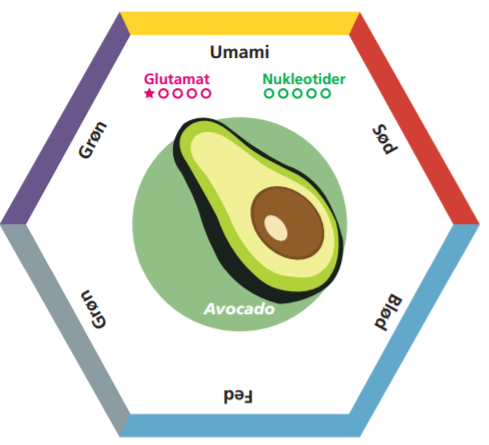 Umami
Glutamat
★○○○○
Nukleotider
○○○○○
Sød
Blød
Fed
Grøn
Grøn
Avocado